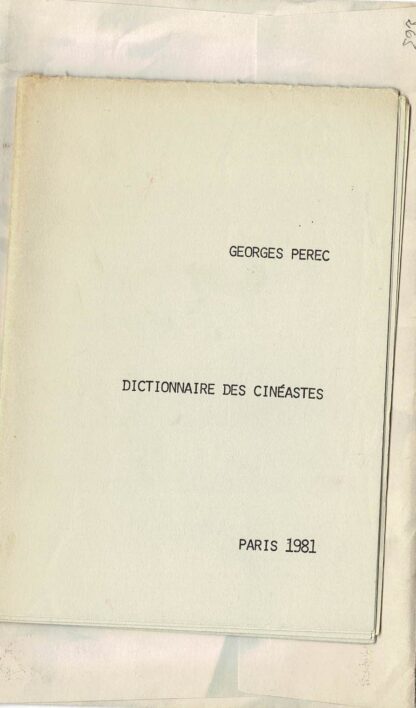 GEORGES PEREC
DICTIONNAIRE DES CINÉASTES
PARIS 1981